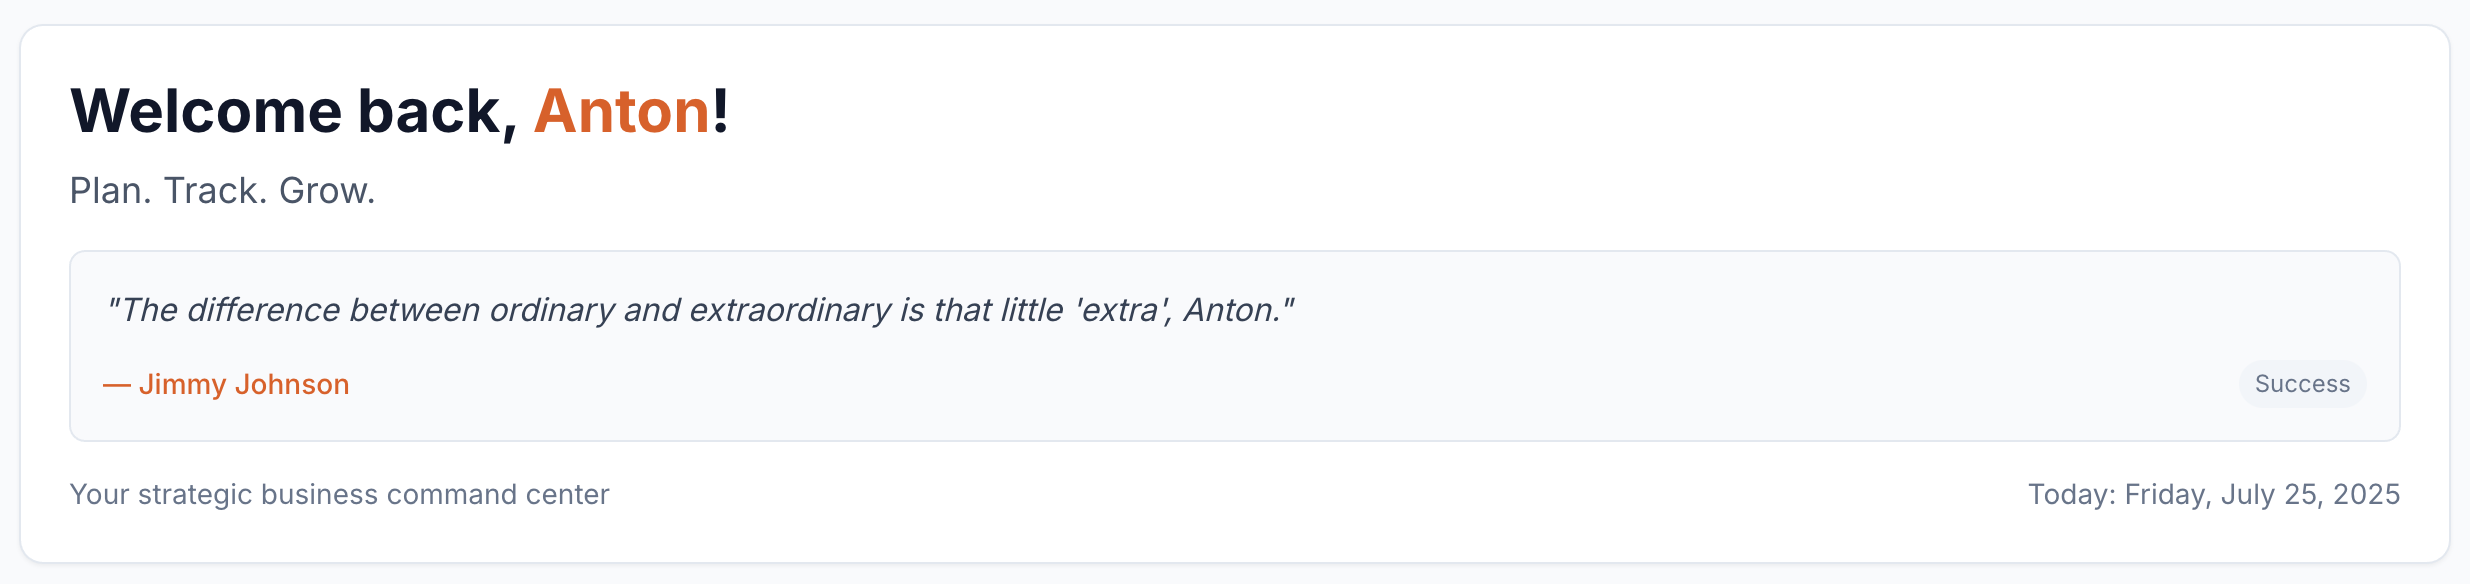 Welcome back, Anton!
Plan. Track. Grow.
"The difference between ordinary and extraordinary is that little 'extra', Anton."
— Jimmy Johnson
Success
Your strategic business command center
Today: Friday, July 25, 2025